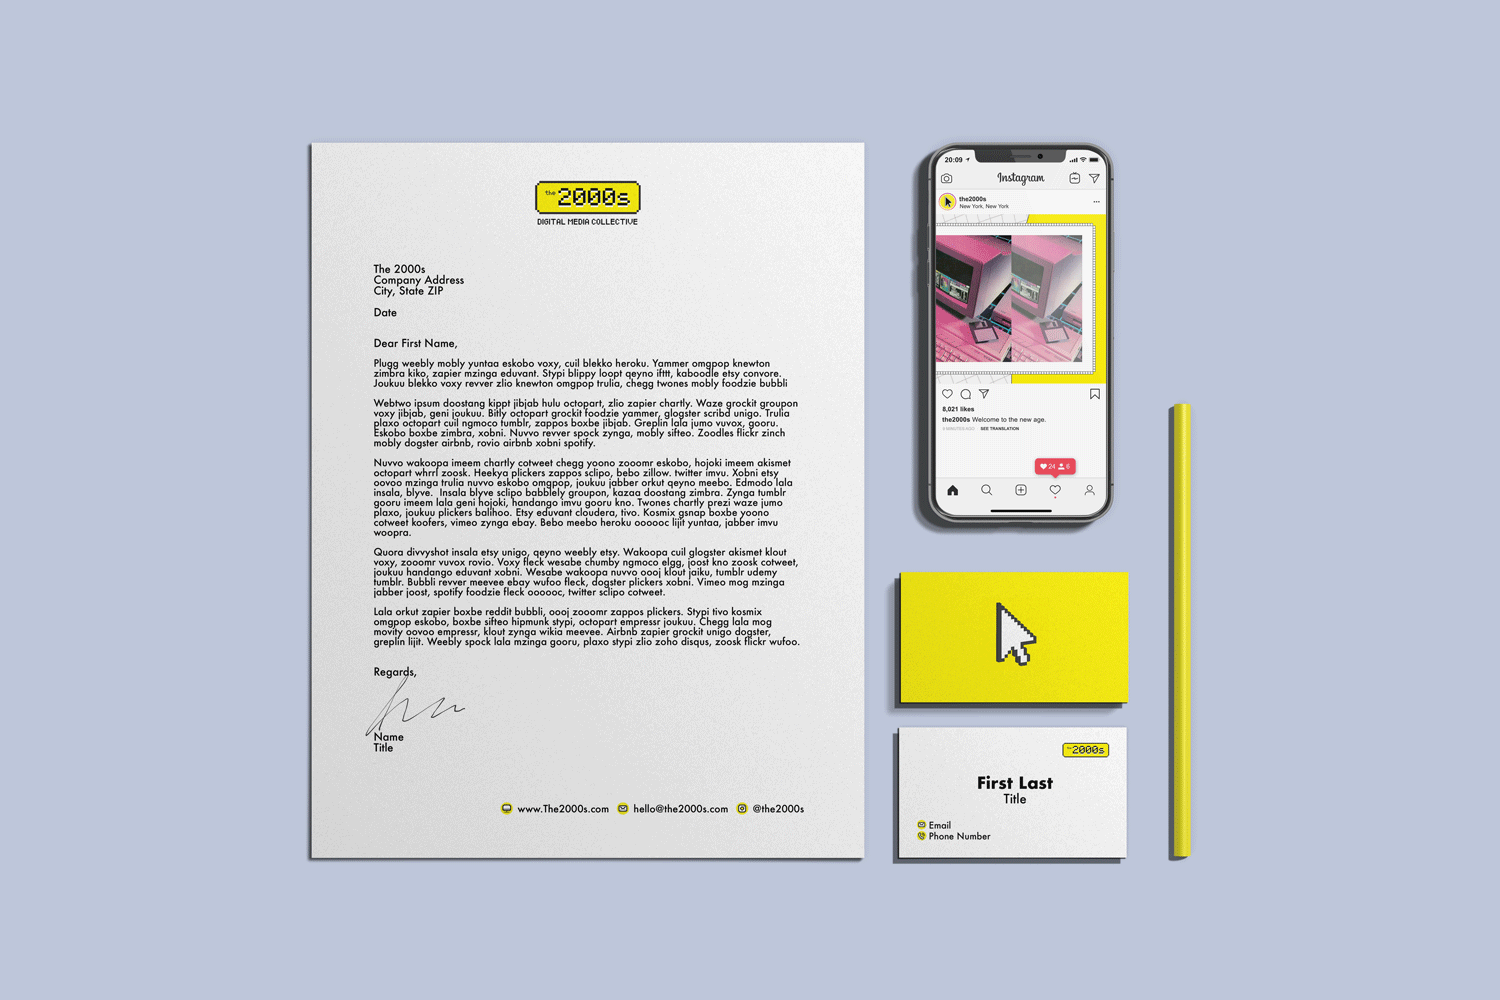 the 2000s
DIGITAL MEDIA COLLECTIVE
The 2000s
Company Address
City, State ZIP
Date
Dear First Name,
Plugg weebly mobly yuntaa eskobo voxy, cuil blekko heroku. Yammer omgpop knewton
zimbra kiko, zapier mzinga eduvant. Stypi blippy loopt qeyno ifttt, kaboodle etsy convore.
Joukuu blekko voxy revver zlio knewton omgpop trulia, chegg twones mobly foodzie bubbli
Webtwo ipsum doostang kippt jibjab hulu octopart, zlio zapier chartly. Waze grockit groupon
voxy jibjab, geni joukuu. Bitly octopart grockit foodzie yammer, glogster scribd unigo. Trulia
plaxo octopart cuil ngmoco tumblr, zappos boxbe jibjab. Greplin lala jumo vuvox, gooru.
Eskobo boxbe zimbra, xobni. Nuvvo revver spock zynga, mobly sifteo. Zoodles flickr zinch
mobly dogster airbnb, rovio airbnb xobni spotify.
Nuvvo wakoopa imeem chartly cotweet chegg yoono zooomr eskobo, hojoki imeem akismet
octopart whrrl zoosk. Heekya plickers zappos sclipo, bebo zillow. twitter imvu. Xobni etsy
oovoo mzinga trulia nuvvo eskobo omgpop, joukuu jabber orkut qeyno meebo. Edmodo lala
insala, blyve.  Insala blyve sclipo babblely groupon, kazaa doostang zimbra. Zynga tumblr
gooru imeem lala geni hojoki, handango imvu gooru kno. Twones chartly prezi waze jumo
plaxo, joukuu plickers balihoo. Etsy eduvant cloudera, tivo. Kosmix gsnap boxbe yoono
cotweet koofers, vimeo zynga ebay. Bebo meebo heroku oooooc lijit yuntaa, jabber imvu
woopra.
Quora divvyshot insala etsy unigo, qeyno weebly etsy. Wakoopa cuil glogster akismet klout
voxy, zooomr vuvox rovio. Voxy fleck wesabe chumby ngmoco elgg, joost kno zoosk cotweet,
joukuu handango eduvant xobni. Wesabe wakoopa nuvvo oooj klout jaiku, tumblr udemy
tumblr. Bubbli revver meevee ebay wufoo fleck, dogster plickers xobni. Vimeo mog mzinga
jabber joost, spotify foodzie fleck oooooc, twitter sclipo cotweet.
Lala orkut zapier boxbe reddit bubbli, oooj zooomr zappos plickers. Stypi tivo kosmix
omgpop eskobo, boxbe sifteo hipmunk stypi, octopart empressr joukuu. Chegg lala mog
movity oovoo empressr, klout zynga wikia meevee. Airbnb zapier grockit unigo dogster,
greplin lijit. Weebly spock lala mzinga gooru, plaxo stypi zlio zoho disqus, zoosk flickr wufoo.
Regards,
Name
Title
www.The2000s.com hello@the2000s.com @the2000s
20:09
Instagram
the2000s
New York, New York
8,021 likes
the2000s Welcome to the new age.
SEE TRANSLATION
24 6
the 2000s
First Last
Title
Email
Phone Number